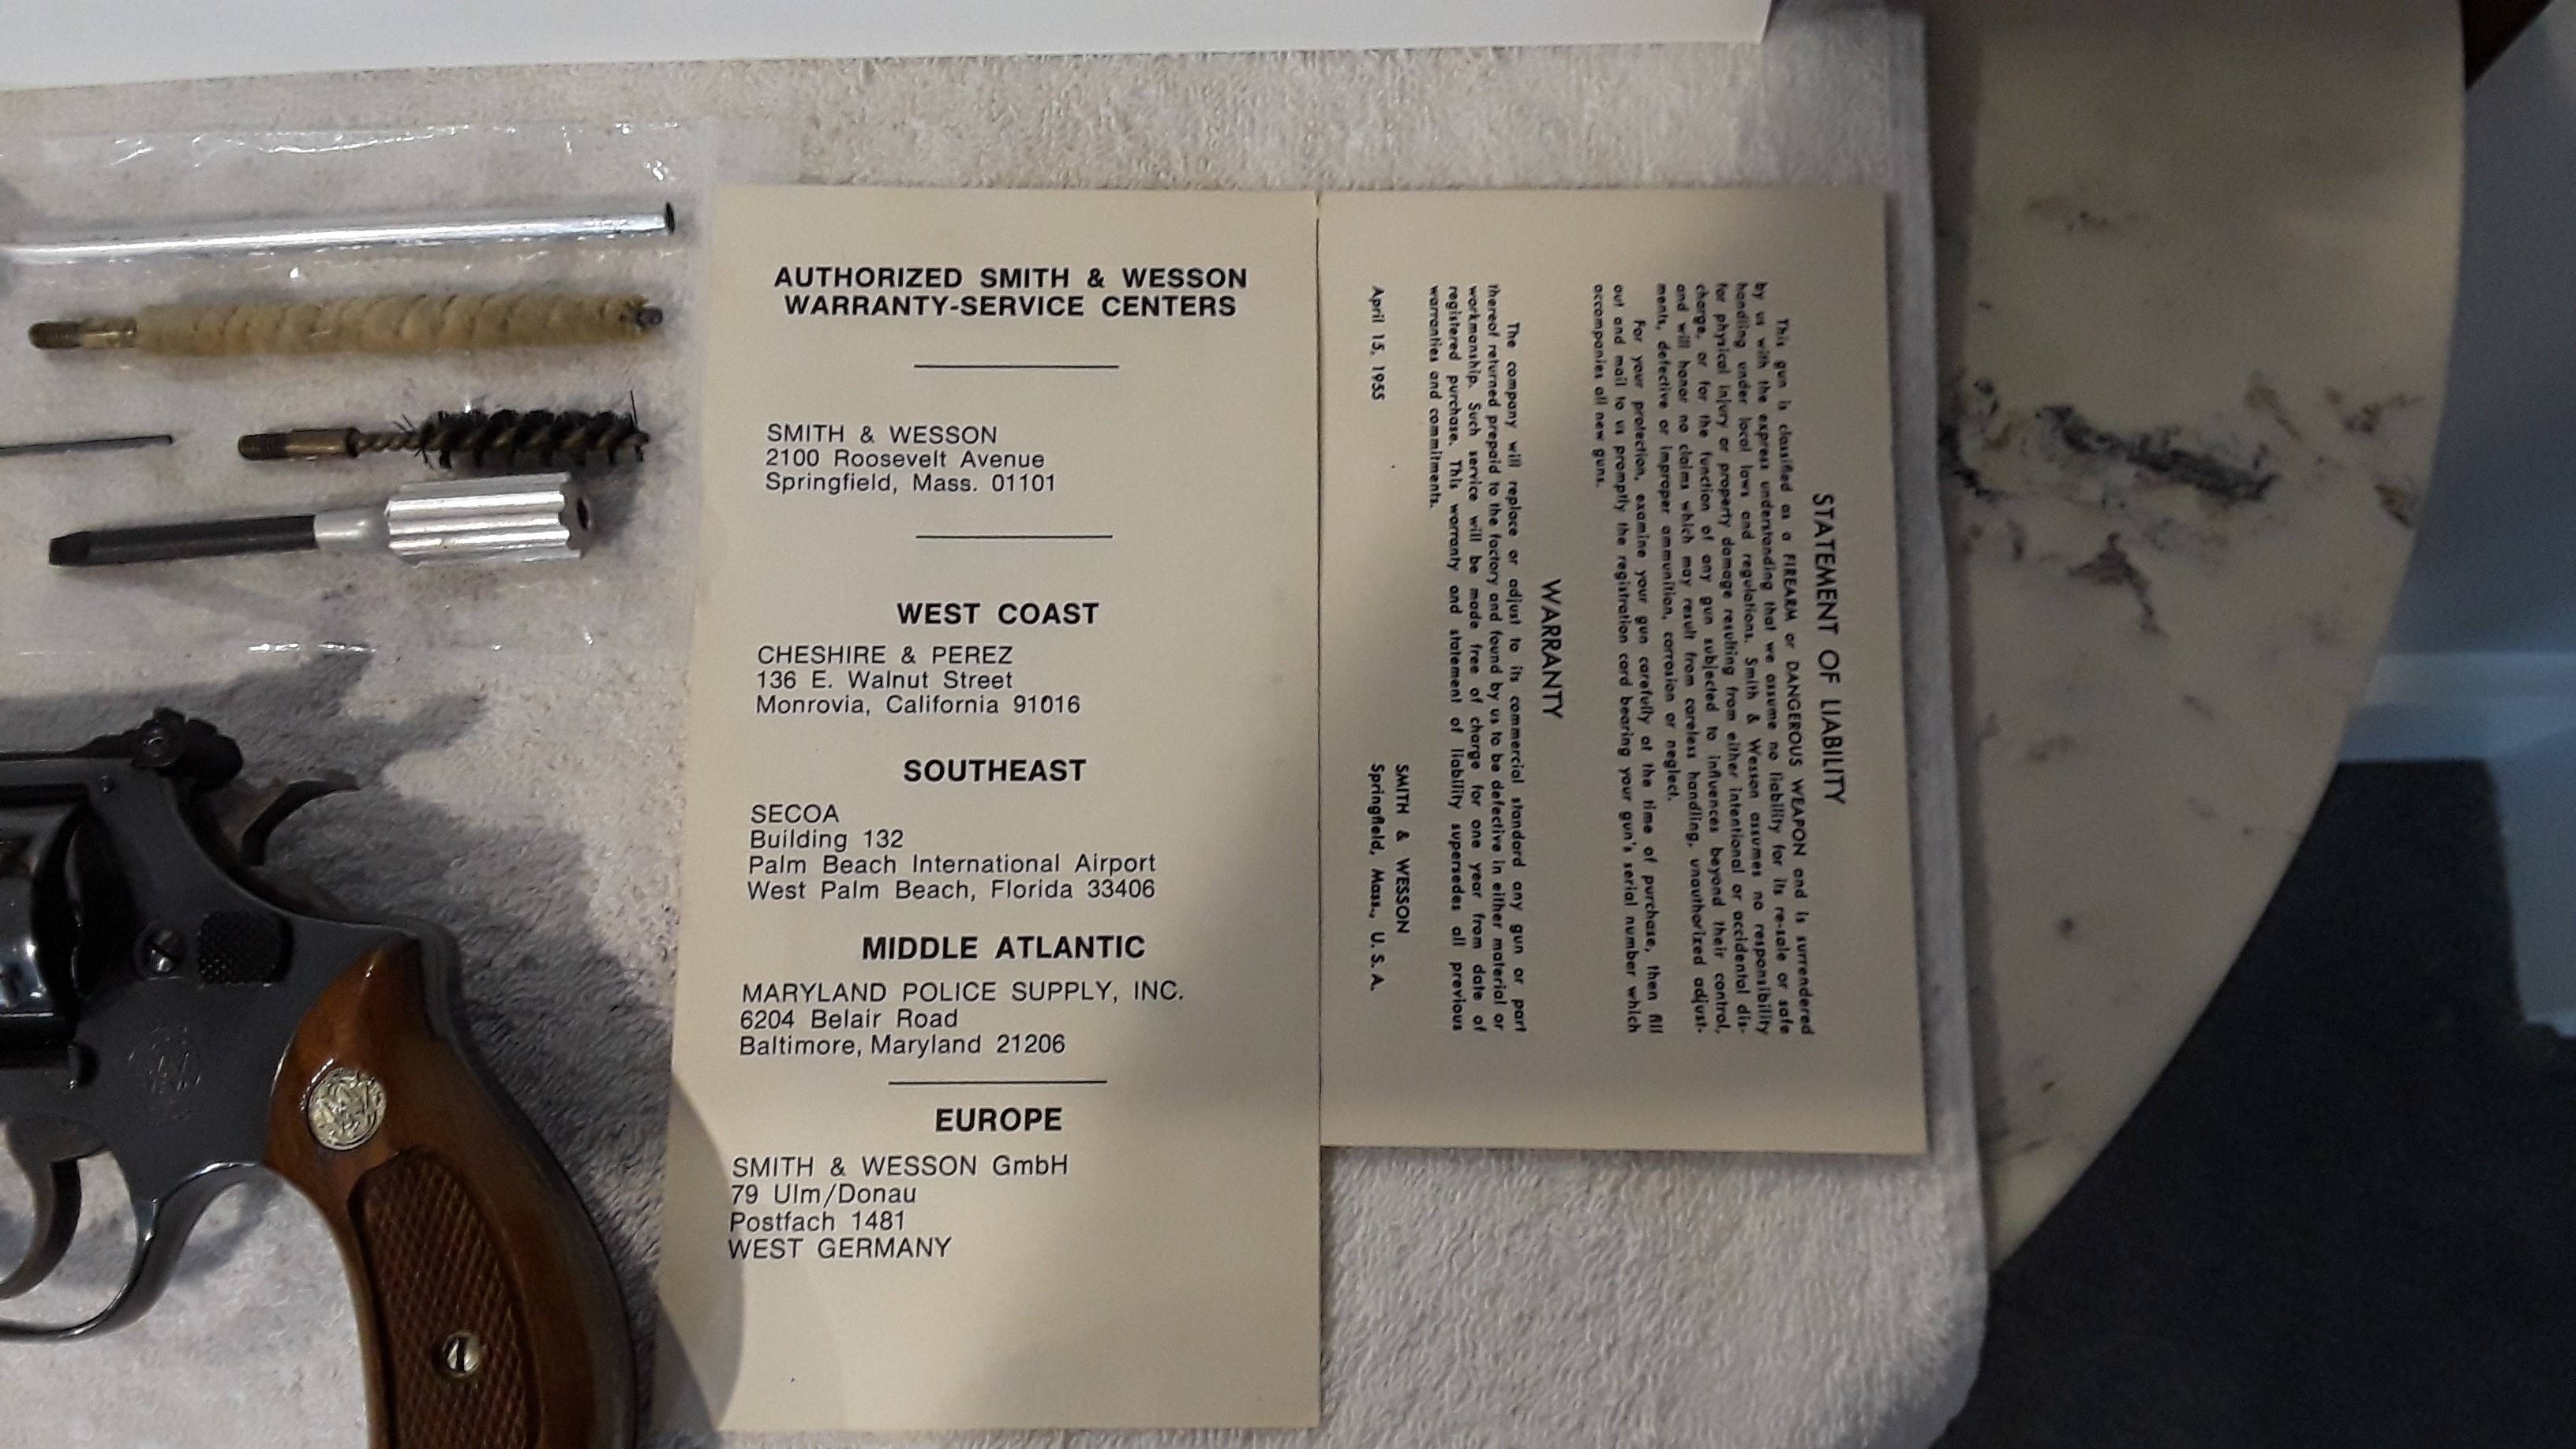 AUTHORIZED SMITH & WESSON
WARRANTY-SERVICE CENTERS
SMITH & WESSON
2100 Roosevelt Avenue
Springfield, Mass. 01101
WEST COAST
CHESHIRE & PEREZ
136 E. Walnut Street
Monrovia, California 91016
SOUTHEAST
SECOA
Building 132
Palm Beach International Airport
West Palm Beach, Florida 33406
MIDDLE ATLANTIC
MARYLAND POLICE SUPPLY, INC.
6204 Belair Road
Baltimore, Maryland 21206
EUROPE
SMITH & WESSON GmbH
79 Ulm/Donau
Postfach 1481
WEST GERMANY
STATEMENT OF LIABILITY
This gun is classified as a FIREARM or DANGEROUS WEAPON and is surrendered
by us with the express understanding that we assume no liability for its re-sale or safe
handling under local laws and regulations. Smith & Wesson assumes no responsibility
for physical injury or property damage resulting from either intentional or accidental dis-
charge, or for the function of any gun subjected to influences beyond their control,
and will honor no claims which may result from careless handling, unauthorized adjust-
ments, defective or improper ammunition, corrosion or neglect.
For your protection, examine your gun carefully at the time of purchase, then fill
out and mail to us promptly the registration card bearing your gun's serial number which
accompanies all new guns.
WARRANTY
The company will replace or adjust to its commercial standard any gun or part
thereof returned prepaid to the factory and found by us to be defective in either material or
workmanship. Such service will be made free of charge for one year from date of
registered purchase. This warranty and statement of liability supersedes all previous
warranties and commitments.
SMITH & WESSON
April 15, 1955 Springfield, Mass., U. S. A.